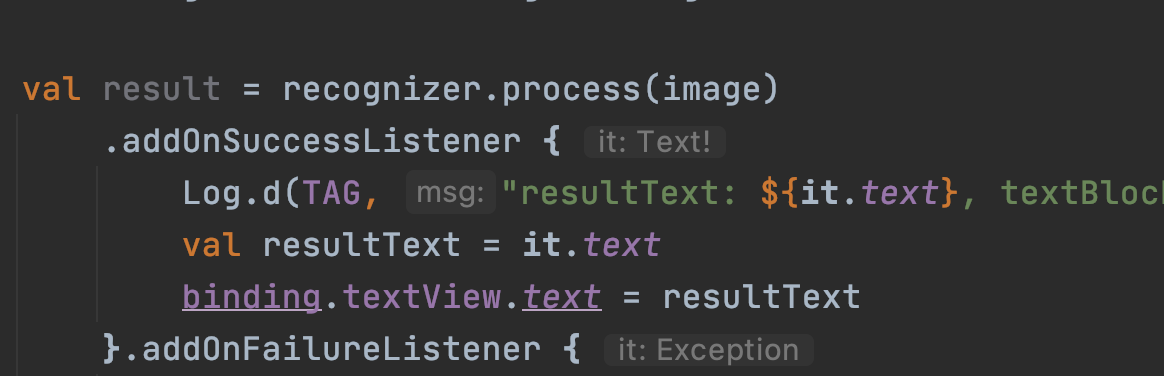 val result = recognizer.process(image)
.addOnSuccessListener { it: Text!
Log.d(TAG, msg: "resultText: ${it.text}, textBlock
val resultText = it.text
binding.textView.text = resultText
}.addOnFailureListener { it: Exception